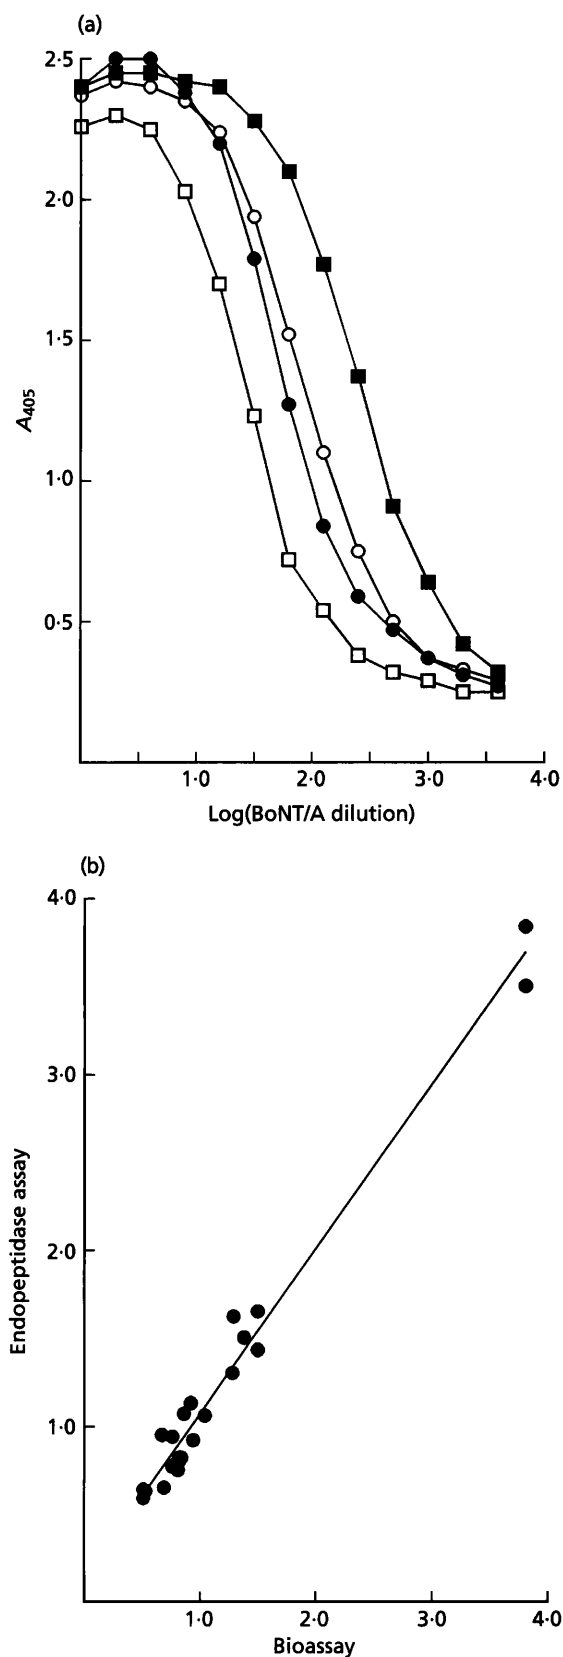 (a)
2·5
2·0
1·5
1·0
0·5
A405
1·0 2·0 3·0 4·0
Log(BoNT/A dilution)
(b)
4·0
3·0
2·0
1·0
Endopeptidase assay
1·0 2·0 3·0 4·0
Bioassay